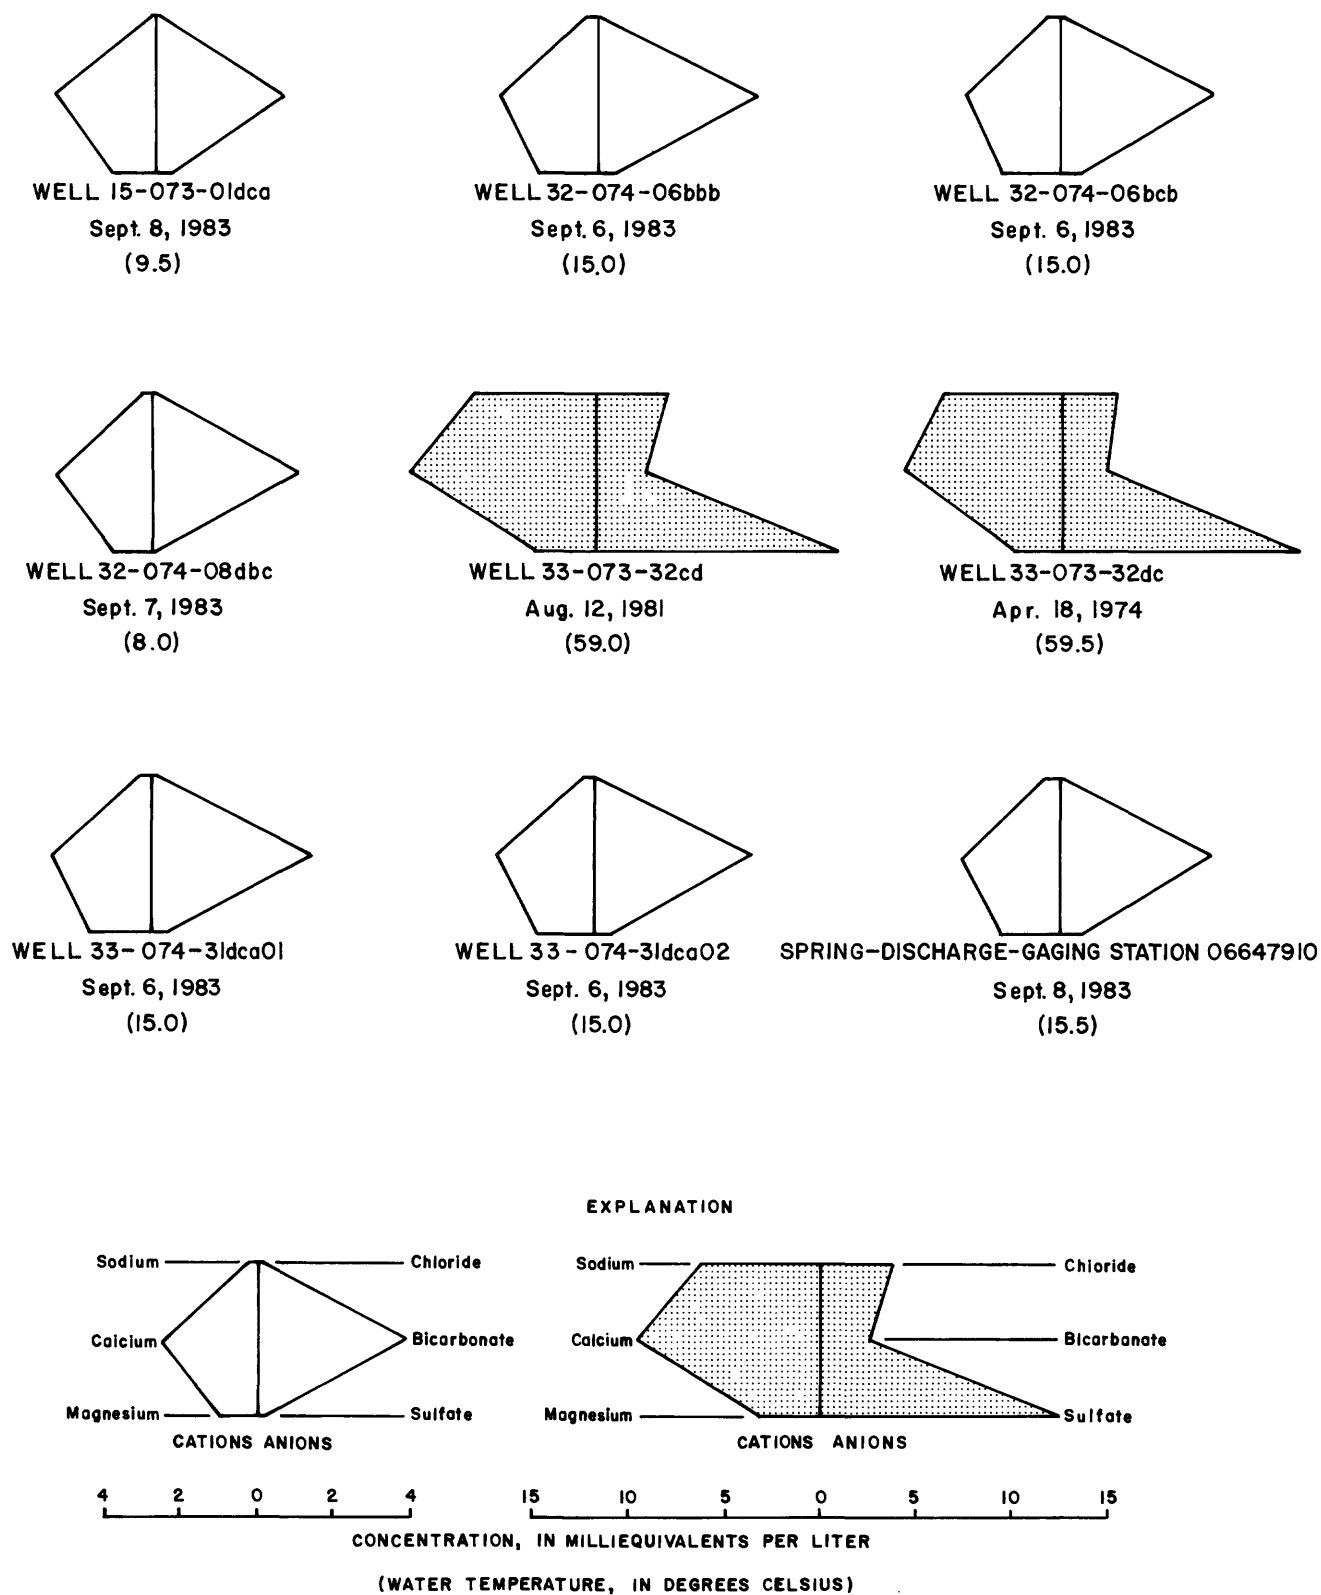 WELL 15-073-01dca
Sept. 8, 1983
(9.5)
WELL 32-074-06bbb
Sept. 6, 1983
(15.0)
WELL 32-074-06bcb
Sept. 6, 1983
(15.0)
WELL 32-074-08dbc
Sept. 7, 1983
(8.0)
WELL 33-073-32cd
Aug. 12, 1981
(59.0)
WELL 33-073-32dc
Apr. 18, 1974
(59.5)
WELL 33-074-31dca01
Sept. 6, 1983
(15.0)
WELL 33-074-31dca02
Sept. 6, 1983
(15.0)
SPRING-DISCHARGE-GAGING STATION 06647910
Sept. 8, 1983
(15.5)
EXPLANATION
Sodium Chloride
Calcium Bicarbonate
Magnesium Sulfate
CATIONS ANIONS
4 2 0 2 4
Sodium Chloride
Calcium Bicarbanate
Magnesium Sulfate
CATIONS ANIONS
15 10 5 0 5 10 15
CONCENTRATION, IN MILLIEQUIVALENTS PER LITER
(WATER TEMPERATURE, IN DEGREES CELSIUS)